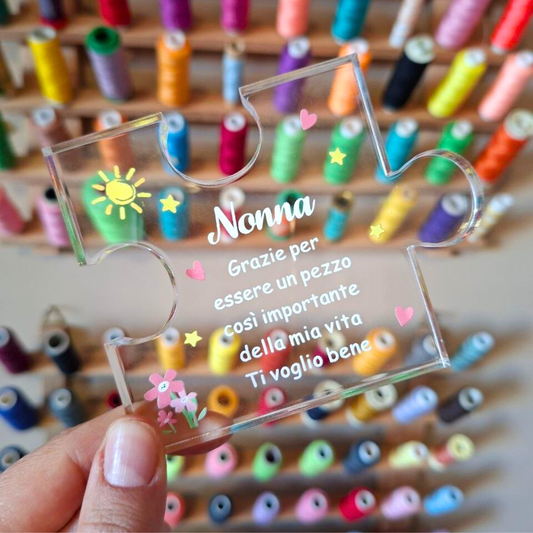 Nonna
Grazie per
essere un pezzo
così importante
della mia vita
Ti voglio bene